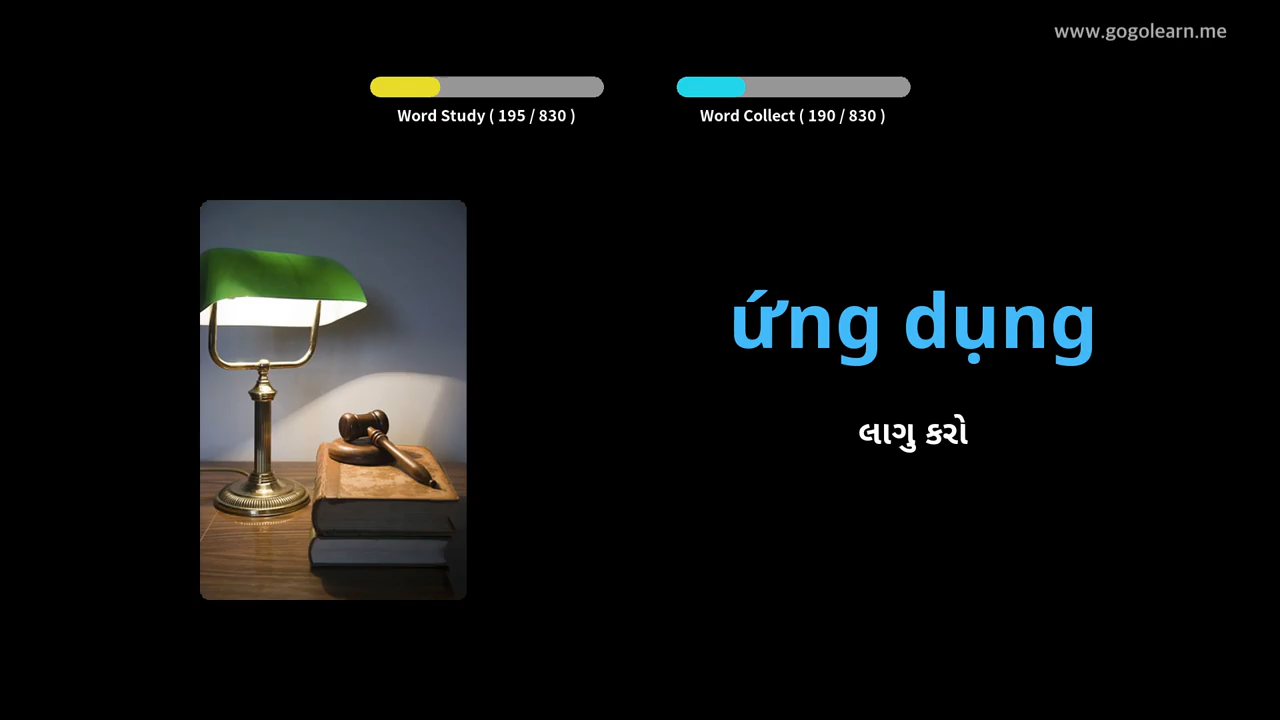 www.gogolearn.me
Word Study ( 195 / 830 )
Word Collect ( 190 / 830 )
ứng dụng
લાગુ કરો